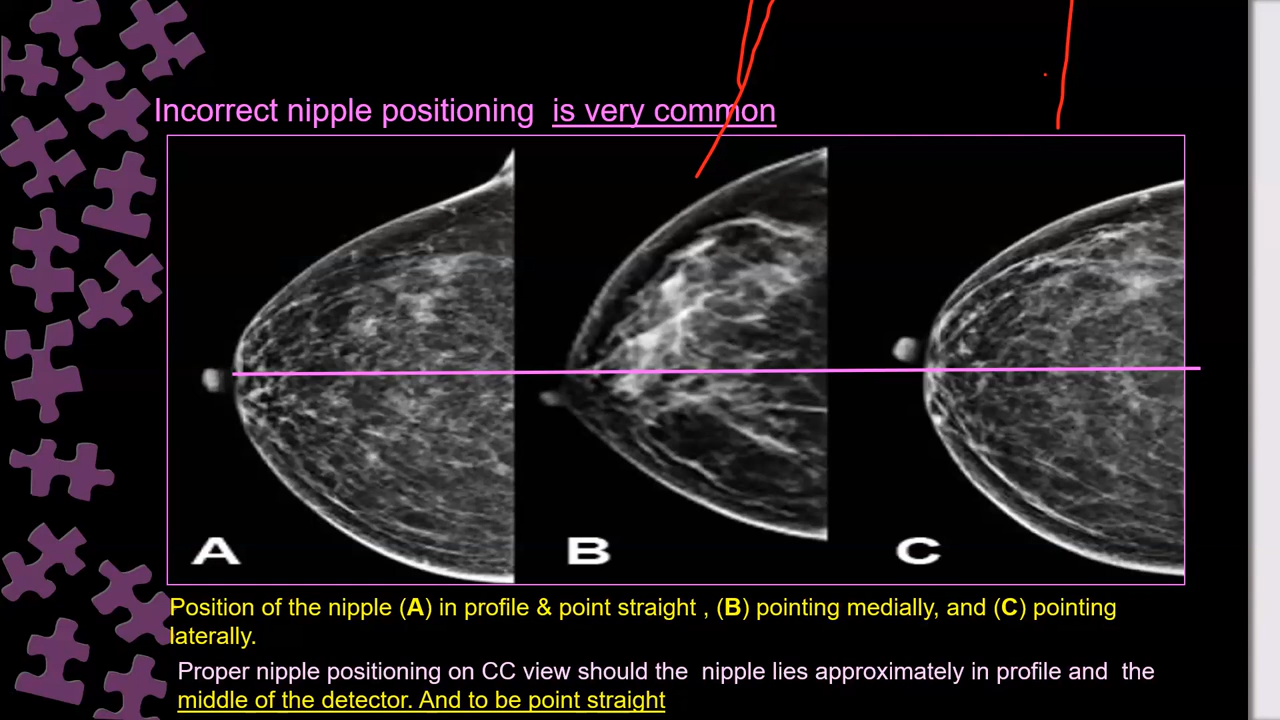 Incorrect nipple positioning is very common
A B C
Position of the nipple (A) in profile & point straight , (B) pointing medially, and (C) pointing
laterally.
Proper nipple positioning on CC view should the nipple lies approximately in profile and the
middle of the detector. And to be point straight